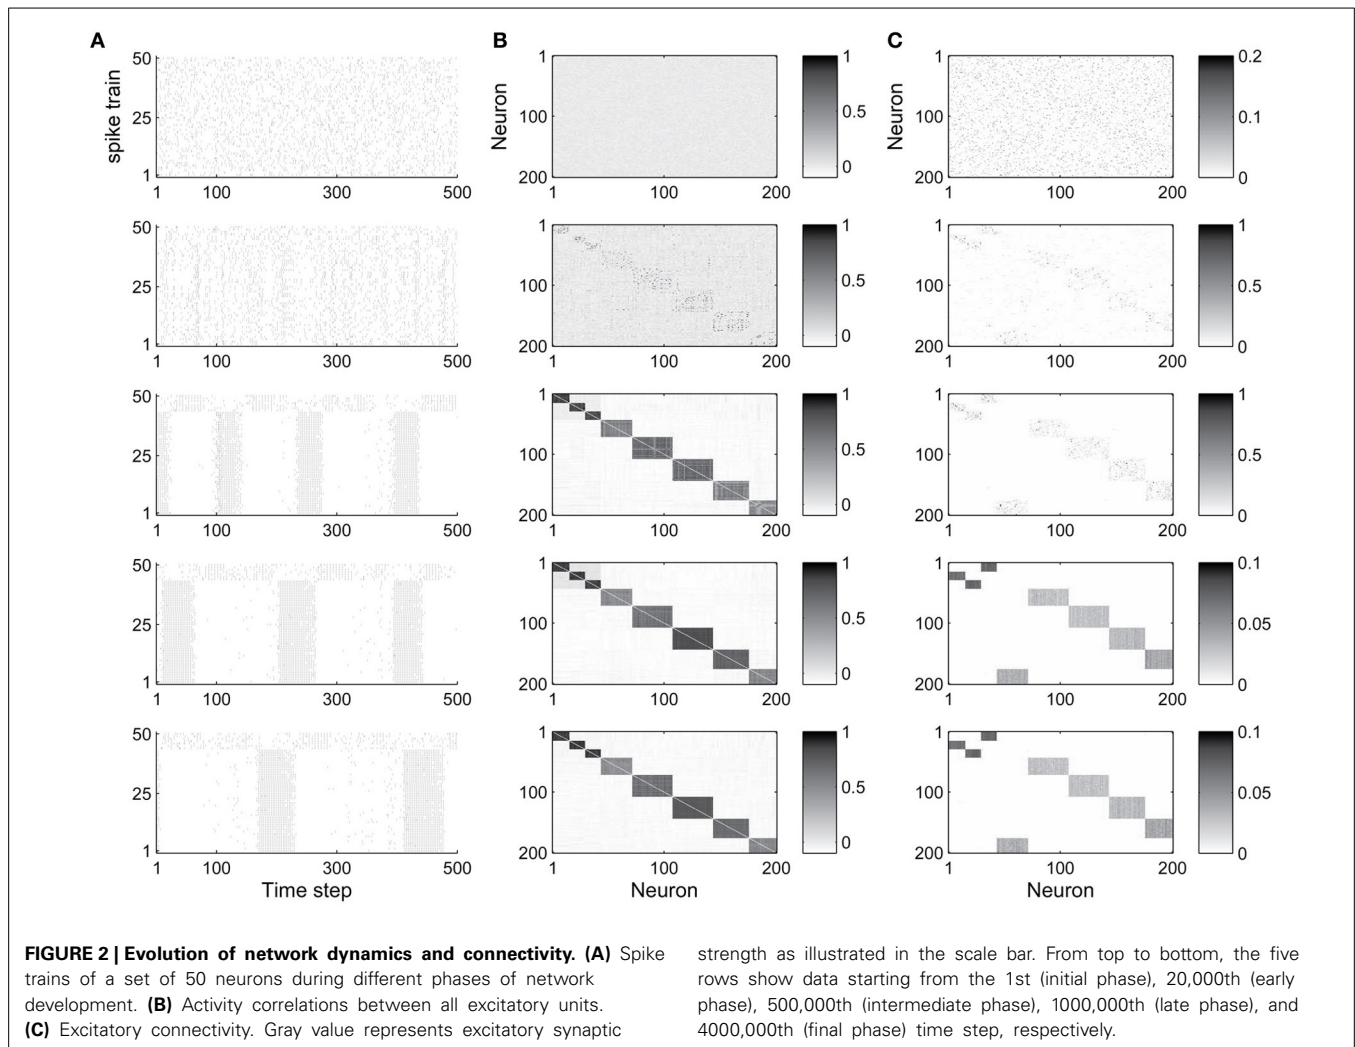 A
B
C
spike train
50
25
1
1 100 300 500
Neuron
1
100
200
1 100 200
1
0.5
0
Neuron
1
100
200
1 100 200
0.2
0.1
0
50
25
1
1 100 300 500
1
100
200
1 100 200
1
0.5
0
1
100
200
1 100 200
1
0.5
0
50
25
1
1 100 300 500
1
100
200
1 100 200
1
0.5
0
1
100
200
1 100 200
1
0.5
0
50
25
1
1 100 300 500
1
100
200
1 100 200
1
0.5
0
1
100
200
1 100 200
0.1
0.05
0
50
25
1
1 100 300 500
Time step
1
100
200
1 100 200
Neuron
1
0.5
0
1
100
200
1 100 200
Neuron
0.1
0.05
0
FIGURE 2 | Evolution of network dynamics and connectivity. (A) Spike
trains of a set of 50 neurons during different phases of network
development. (B) Activity correlations between all excitatory units.
(C) Excitatory connectivity. Gray value represents excitatory synaptic
strength as illustrated in the scale bar. From top to bottom, the five
rows show data starting from the 1st (initial phase), 20,000th (early
phase), 500,000th (intermediate phase), 1000,000th (late phase), and
4000,000th (final phase) time step, respectively.